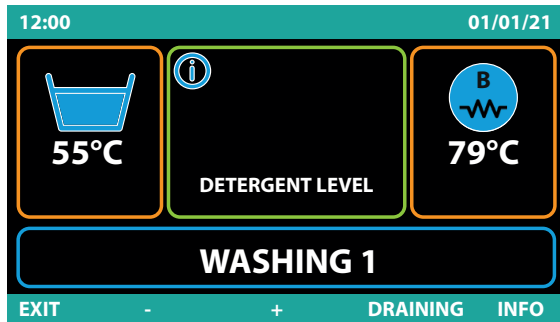 12:00 01/01/21
B
55°C
79°C
DETERGENT LEVEL
WASHING 1
EXIT - + DRAINING INFO